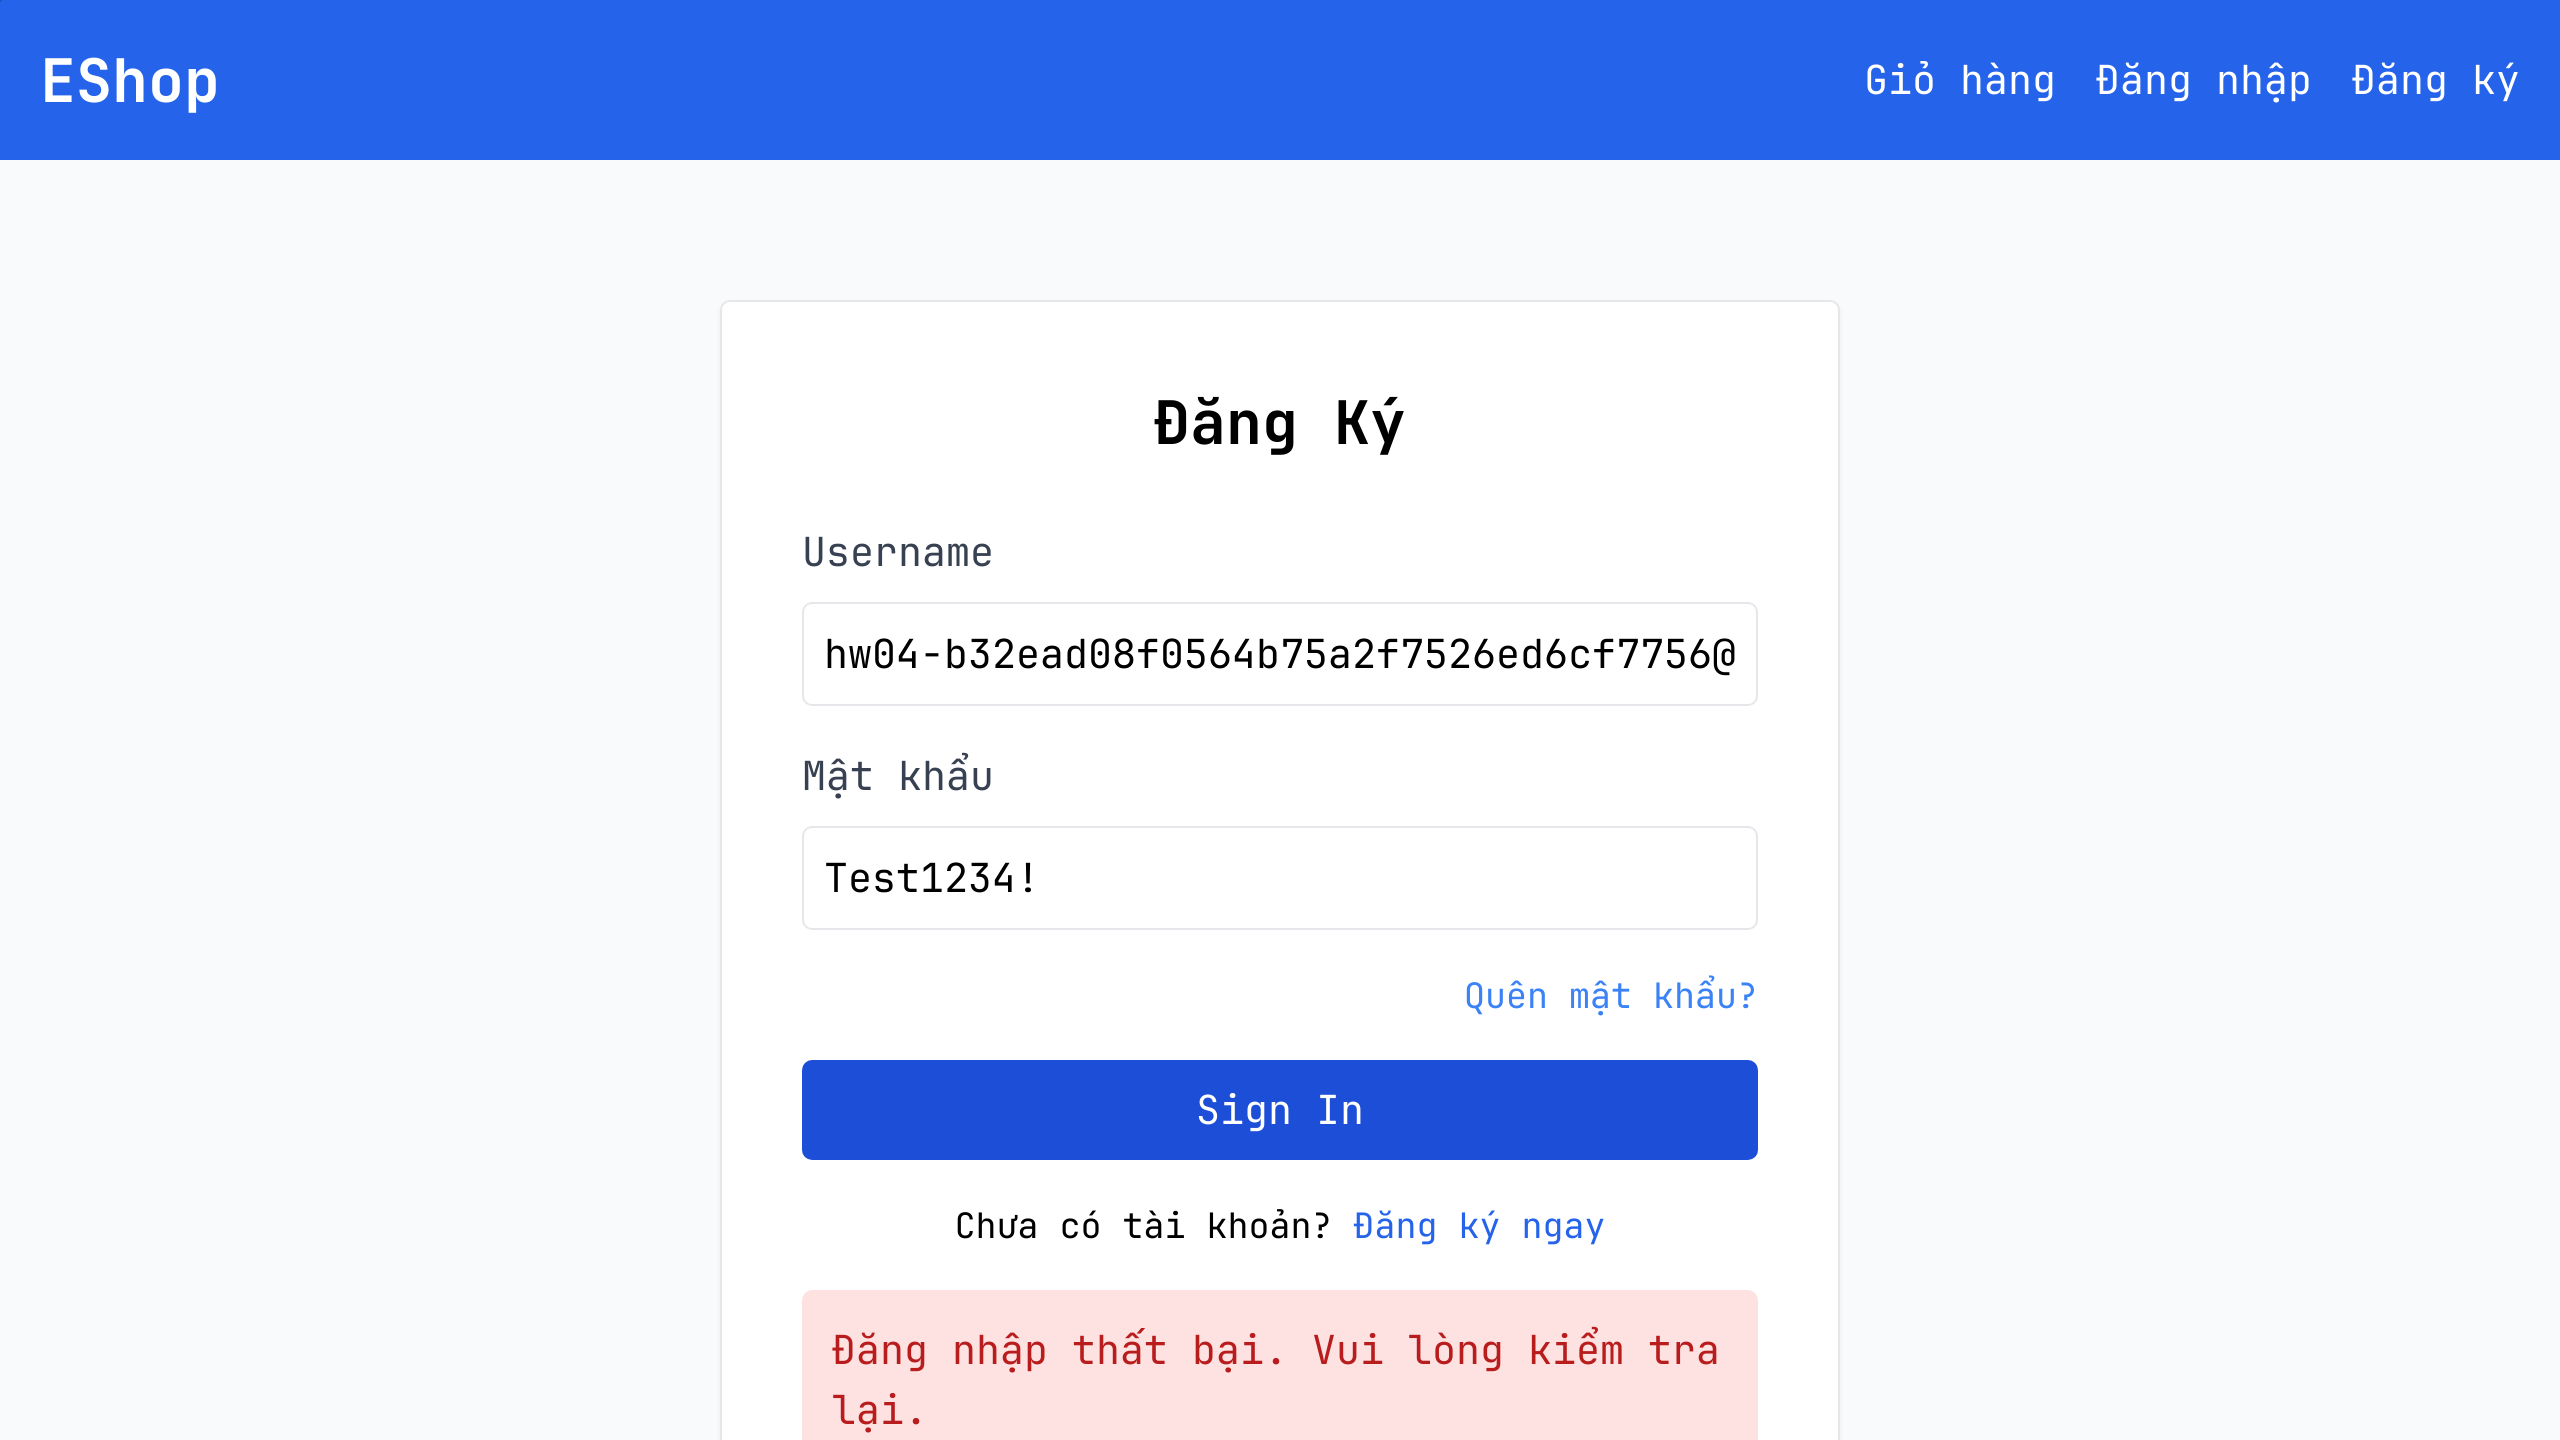 EShop
Giỏ hàng Đăng nhập Đăng ký
Đăng Ký
Username
hw04-b32ead08f0564b75a2f7526ed6cf7756@
Mật khẩu
Test1234!
Quên mật khẩu?
Sign In
Chưa có tài khoản? Đăng ký ngay
Đăng nhập thất bại. Vui lòng kiểm tra
lại.